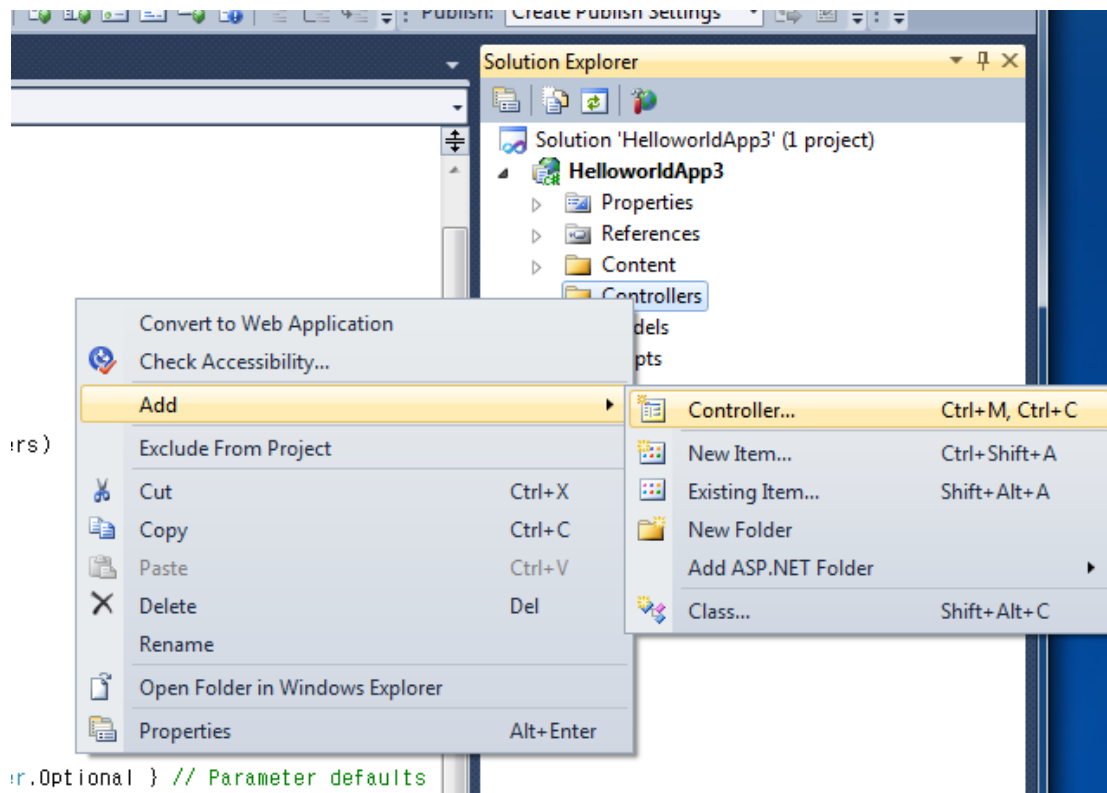 Publish: Create Publish Settings
Solution Explorer
Solution 'HelloworldApp3' (1 project)
HelloworldApp3
Properties
References
Content
Controllers
dels
pts
Convert to Web Application
Check Accessibility...
Add
Exclude From Project
Cut Ctrl+X
Copy Ctrl+C
Paste Ctrl+V
Delete Del
Rename
Open Folder in Windows Explorer
Properties Alt+Enter
Controller... Ctrl+M, Ctrl+C
New Item... Ctrl+Shift+A
Existing Item... Shift+Alt+A
New Folder
Add ASP.NET Folder
Class... Shift+Alt+C
ers)
er.Optional } // Parameter defaults